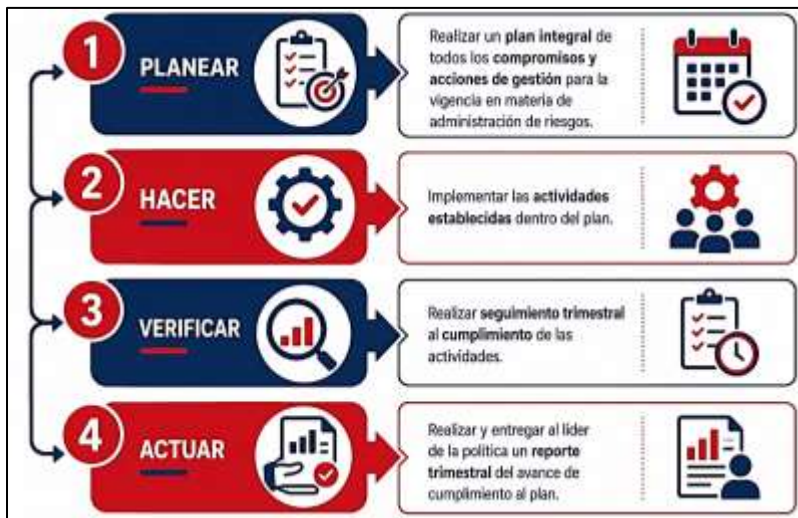 1
PLANEAR
Realizar un plan integral de
todos los compromisos y
acciones de gestión para la
vigencia en materia de
administración de riesgos.
2
HACER
Implementar las actividades
establecidas dentro del plan.
3
VERIFICAR
Realizar seguimiento trimestral
al cumplimiento de las
actividades.
4
ACTUAR
Realizar y entregar al líder
de la política un reporte
trimestral del avance de
cumplimiento al plan.